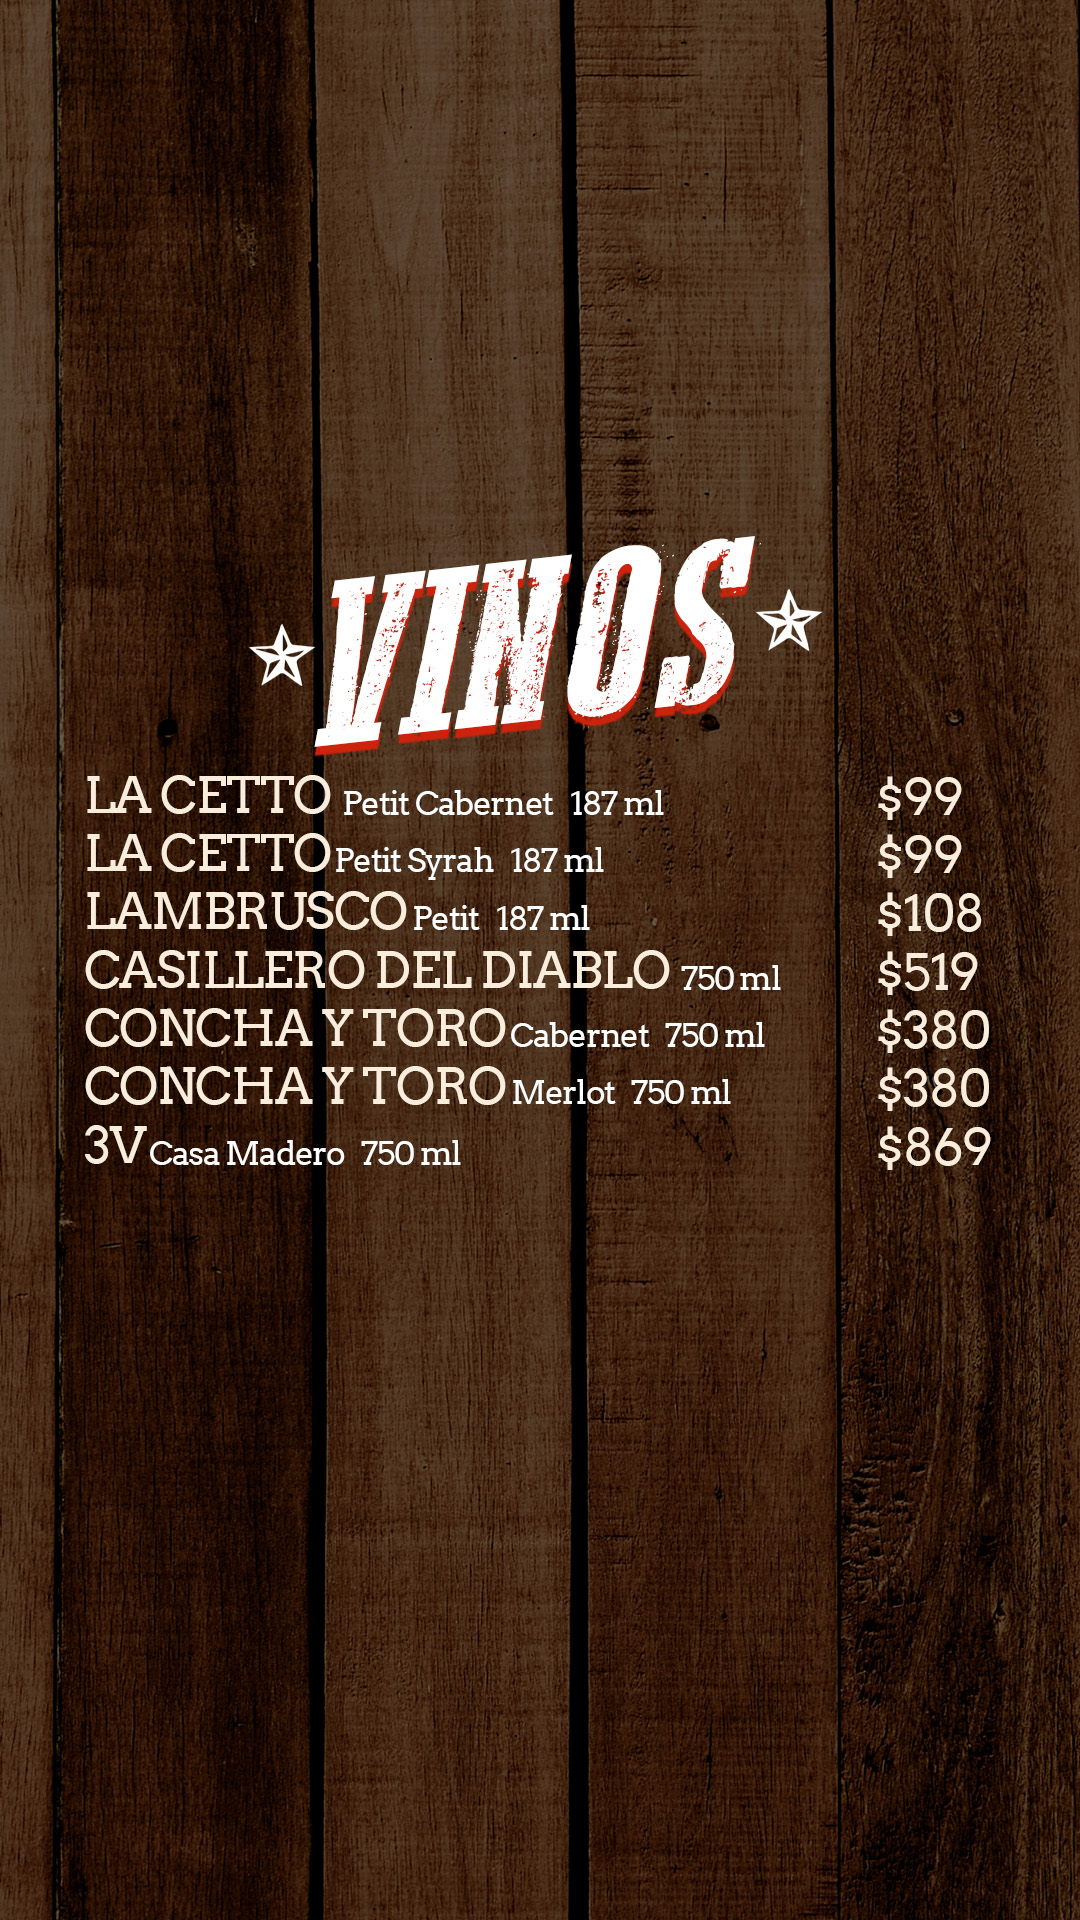 VINOS
LA CETTO Petit Cabernet 187 ml $99
LA CETTO Petit Syrah 187 ml $99
LAMBRUSCO Petit 187 ml $108
CASILLERO DEL DIABLO 750 ml $519
CONCHA Y TORO Cabernet 750 ml $380
CONCHA Y TORO Merlot 750 ml $380
3V Casa Madero 750 ml $869